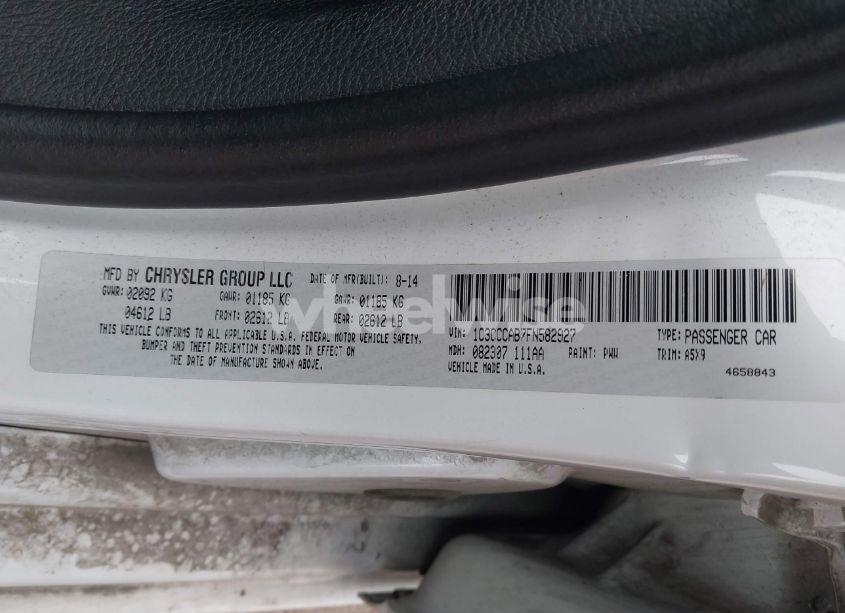 MFD BY CHRYSLER GROUP LLC DATE OF MFR(BUILT): 8-14
GVWR: 02092 KG GAWR: 01185 KG GAWR: 01185 KG
04612 LB FRONT: 02612 LB REAR: 02612 LB
THIS VEHICLE CONFORMS TO ALL APPLICABLE U.S.A. FEDERAL MOTOR VEHICLE SAFETY,
BUMPER AND THEFT PREVENTION STANDARDS IN EFFECT ON
THE DATE OF MANUFACTURE SHOWN ABOVE.
VIN: 1C3CCCAB7FN582927 TYPE: PASSENGER CAR
MDH: 082307 111AA PAINT: PWH TRIM: A5X9
VEHICLE MADE IN U.S.A. 4658843
wheelwise